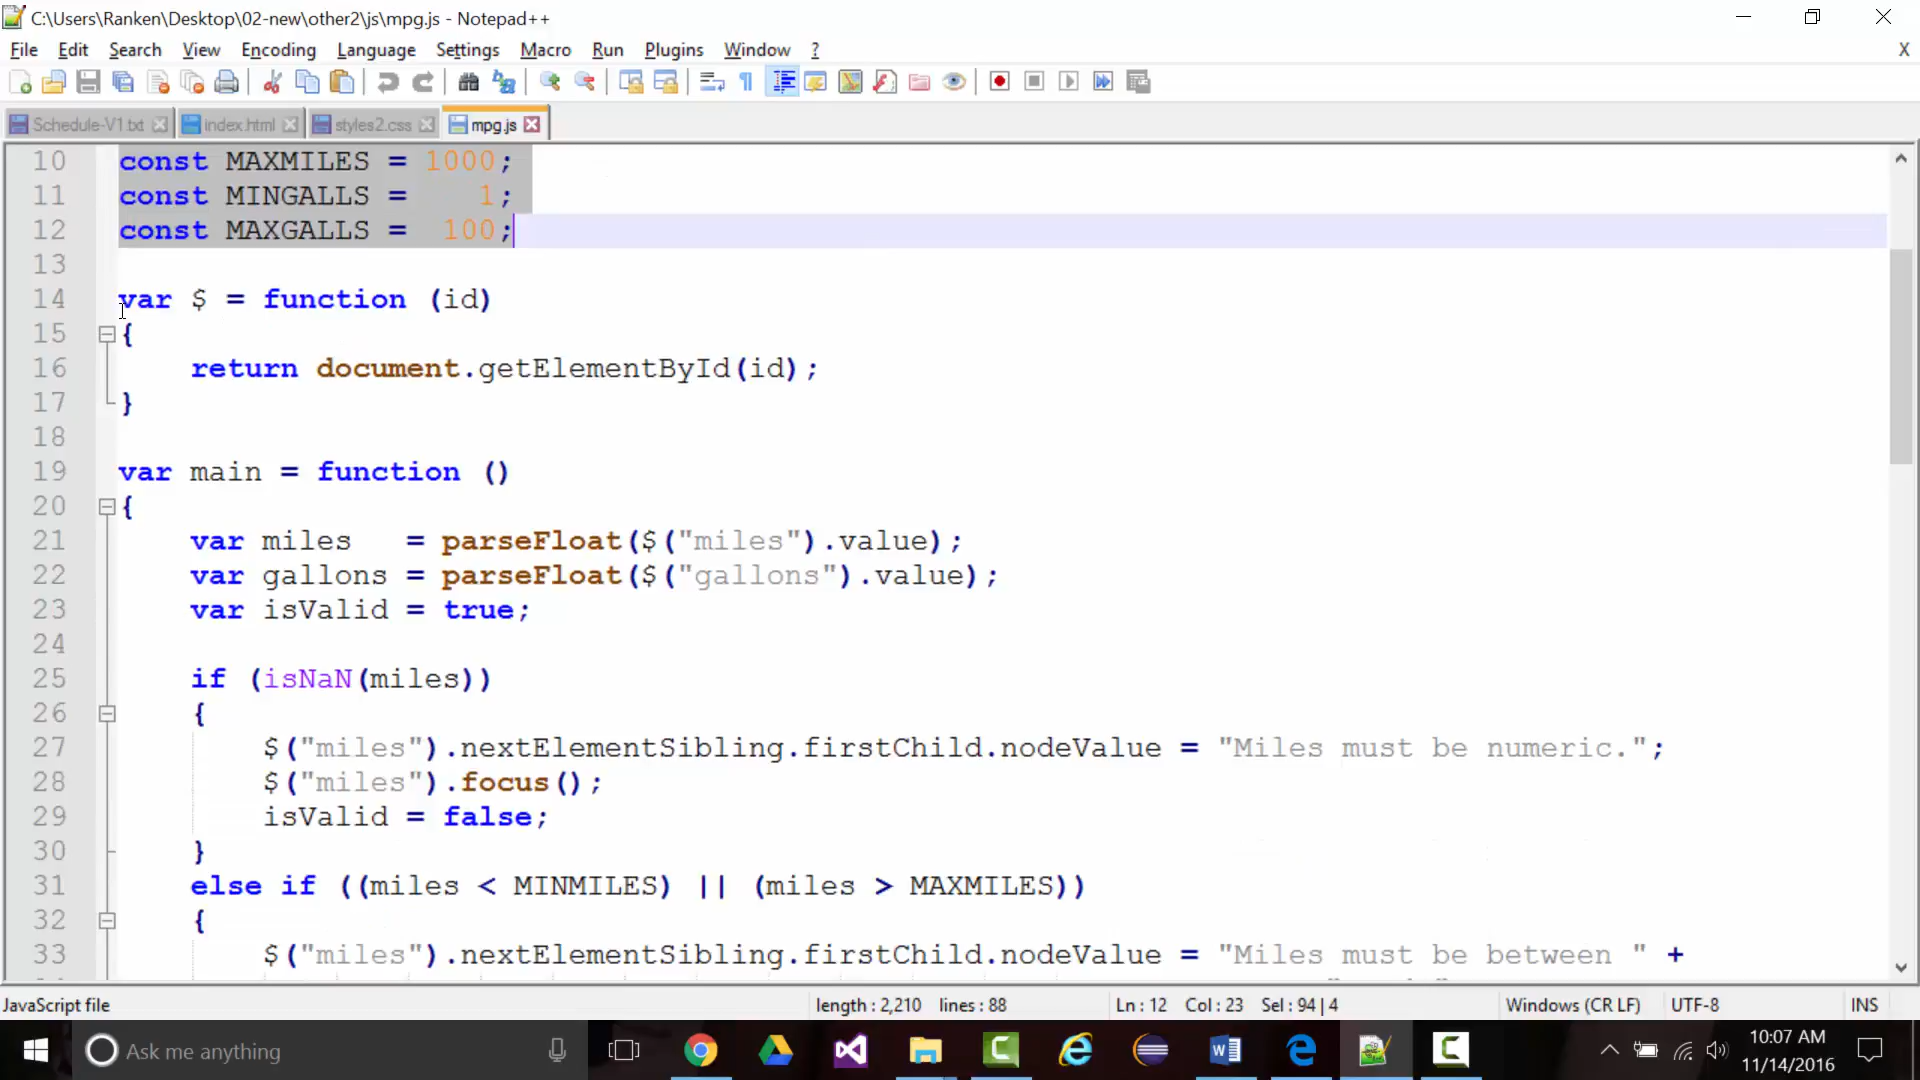 C:\Users\Ranken\Desktop\02-new\other2\js\mpg.js - Notepad++
File Edit Search View Encoding Language Settings Macro Run Plugins Window ? X
Schedule-V1.txt index.html styles2.css mpg.js
10 const MAXMILES = 1000;
11 const MINGALLS =    1;
12 const MAXGALLS =  100;
13
14 var $ = function (id)
15 {
16     return document.getElementById(id);
17 }
18
19 var main = function ()
20 {
21     var miles   = parseFloat($("miles").value);
22     var gallons = parseFloat($("gallons").value);
23     var isValid = true;
24
25     if (isNaN(miles))
26     {
27         $("miles").nextElementSibling.firstChild.nodeValue = "Miles must be numeric.";
28         $("miles").focus();
29         isValid = false;
30     }
31     else if ((miles < MINMILES) || (miles > MAXMILES))
32     {
33         $("miles").nextElementSibling.firstChild.nodeValue = "Miles must be between " +
JavaScript file length : 2,210 lines : 88 Ln : 12 Col : 23 Sel : 94 | 4 Windows (CR LF) UTF-8 INS
Ask me anything
10:07 AM
11/14/2016